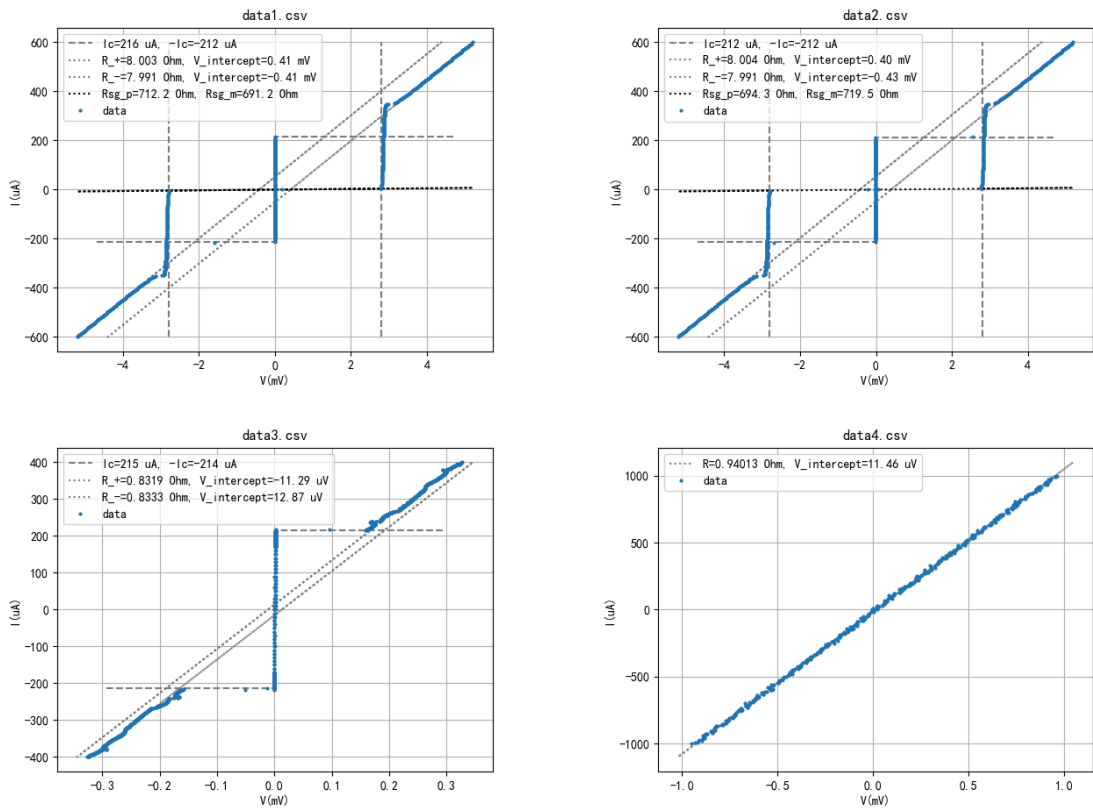 data1.csv
Ic=216 uA, -Ic=-212 uA
R_+=8.003 Ohm, V_intercept=0.41 mV
R_-=7.991 Ohm, V_intercept=-0.41 mV
Rsg_p=712.2 Ohm, Rsg_m=691.2 Ohm
data
600
400
200
0
-200
-400
-600
I(uA)
-4 -2 0 2 4
V(mV)
data2.csv
Ic=212 uA, -Ic=-212 uA
R_+=8.004 Ohm, V_intercept=0.40 mV
R_-=7.991 Ohm, V_intercept=-0.43 mV
Rsg_p=694.3 Ohm, Rsg_m=719.5 Ohm
data
600
400
200
0
-200
-400
-600
I(uA)
-4 -2 0 2 4
V(mV)
data3.csv
Ic=215 uA, -Ic=-214 uA
R_+=0.8319 Ohm, V_intercept=-11.29 uV
R_-=0.8333 Ohm, V_intercept=12.87 uV
data
400
300
200
100
0
-100
-200
-300
-400
I(uA)
-0.3 -0.2 -0.1 0.0 0.1 0.2 0.3
V(mV)
data4.csv
R=0.94013 Ohm, V_intercept=11.46 uV
data
1000
500
0
-500
-1000
I(uA)
-1.0 -0.5 0.0 0.5 1.0
V(mV)